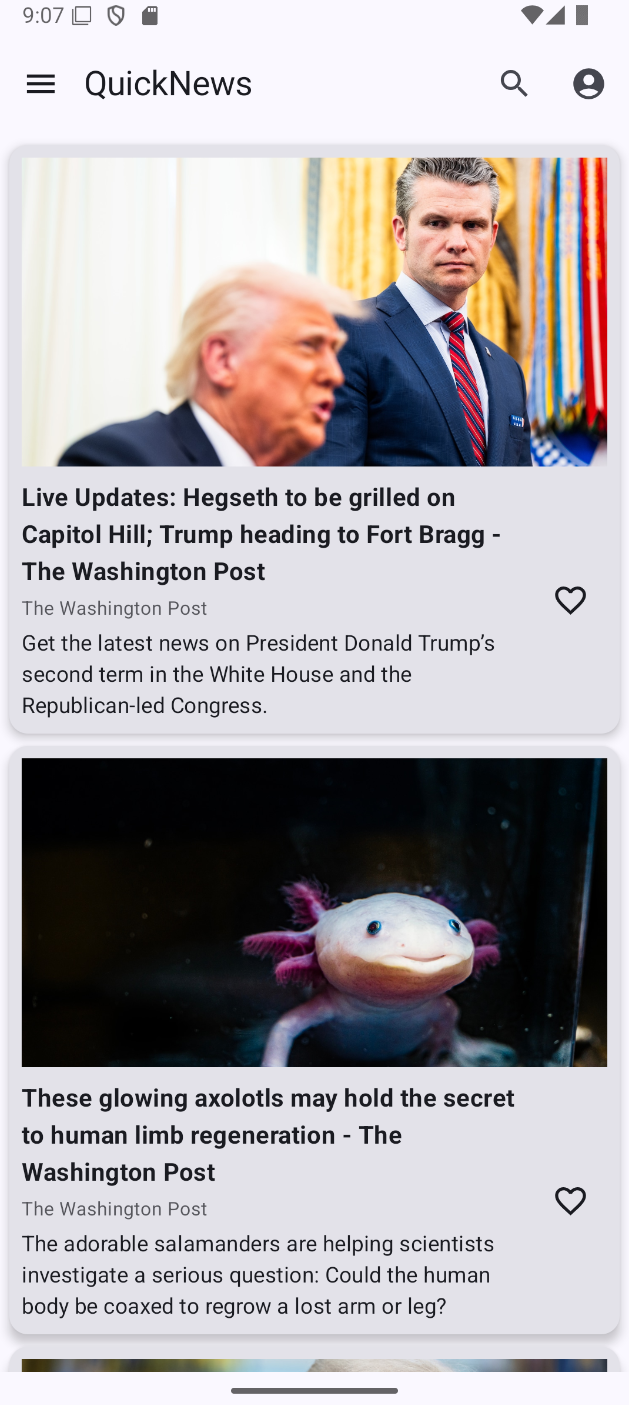 9:07
QuickNews
Live Updates: Hegseth to be grilled on
Capitol Hill; Trump heading to Fort Bragg -
The Washington Post
The Washington Post
Get the latest news on President Donald Trump’s
second term in the White House and the
Republican-led Congress.
These glowing axolotls may hold the secret
to human limb regeneration - The
Washington Post
The Washington Post
The adorable salamanders are helping scientists
investigate a serious question: Could the human
body be coaxed to regrow a lost arm or leg?